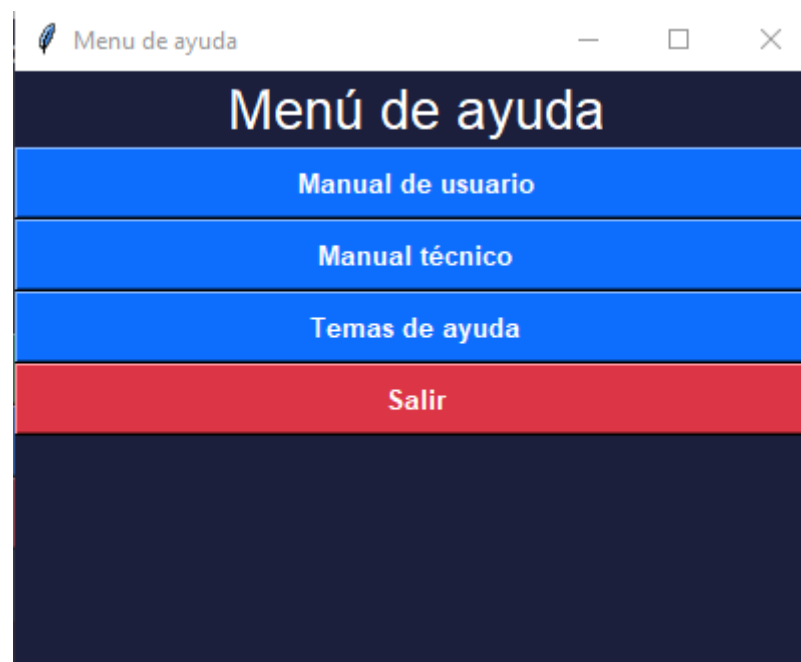 Menu de ayuda
Menú de ayuda
Manual de usuario
Manual técnico
Temas de ayuda
Salir